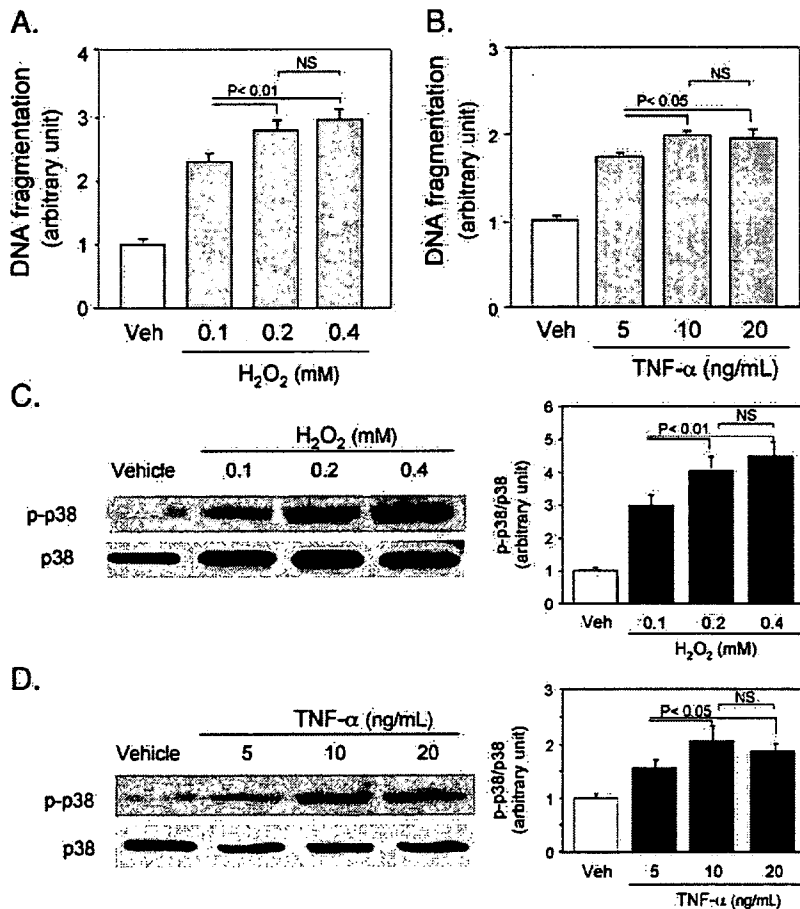 A.
DNA fragmentation
(arbitrary unit)
4
3
2
1
0
P< 0.01
NS
Veh
0.1
0.2
0.4
H₂O₂ (mM)
B.
DNA fragmentation
(arbitrary unit)
3
2
1
0
P< 0.05
NS
Veh
5
10
20
TNF-α (ng/mL)
C.
H₂O₂ (mM)
Vehicle
0.1
0.2
0.4
p-p38
p38
p-p38/p38
(arbitrary unit)
6
5
4
3
2
1
0
P< 0.01
NS
Veh
0.1
0.2
0.4
H₂O₂ (mM)
D.
TNF-α (ng/mL)
Vehicle
5
10
20
p-p38
p38
p-p38/p38
(arbitrary unit)
3
2
1
0
P< 0.05
NS
Veh
5
10
20
TNF-α (ng/mL)